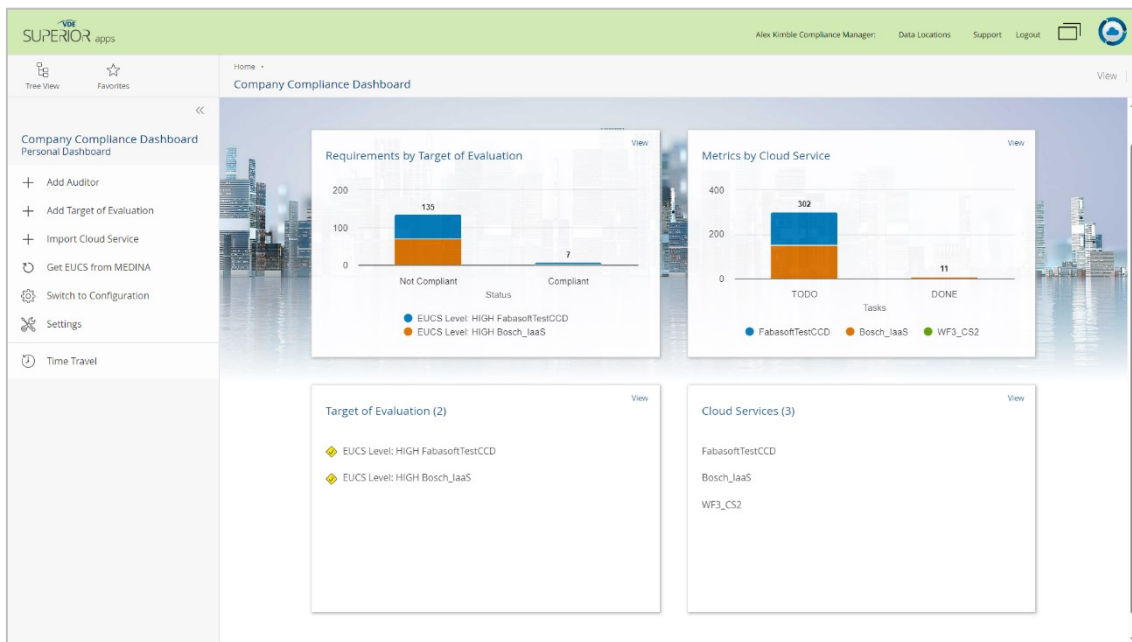 VDE
SUPERIOR apps
Alex Kimble Compliance Manager:
Data Locations
Support
Logout
Tree View
Favorites
Home
Company Compliance Dashboard
View
Company Compliance Dashboard
Personal Dashboard
Add Auditor
Add Target of Evaluation
Import Cloud Service
Get EUCS from MEDINA
Switch to Configuration
Settings
Time Travel
View
Requirements by Target of Evaluation
200
100
0
135
7
Not Compliant
Compliant
Status
EUCS Level: HIGH FabasoftTestCCD
EUCS Level: HIGH Bosch_IaaS
View
Metrics by Cloud Service
400
200
0
302
11
TODO
DONE
Tasks
FabasoftTestCCD
Bosch_IaaS
WF3_CS2
View
Target of Evaluation (2)
EUCS Level: HIGH FabasoftTestCCD
EUCS Level: HIGH Bosch_IaaS
View
Cloud Services (3)
FabasoftTestCCD
Bosch_IaaS
WF3_CS2